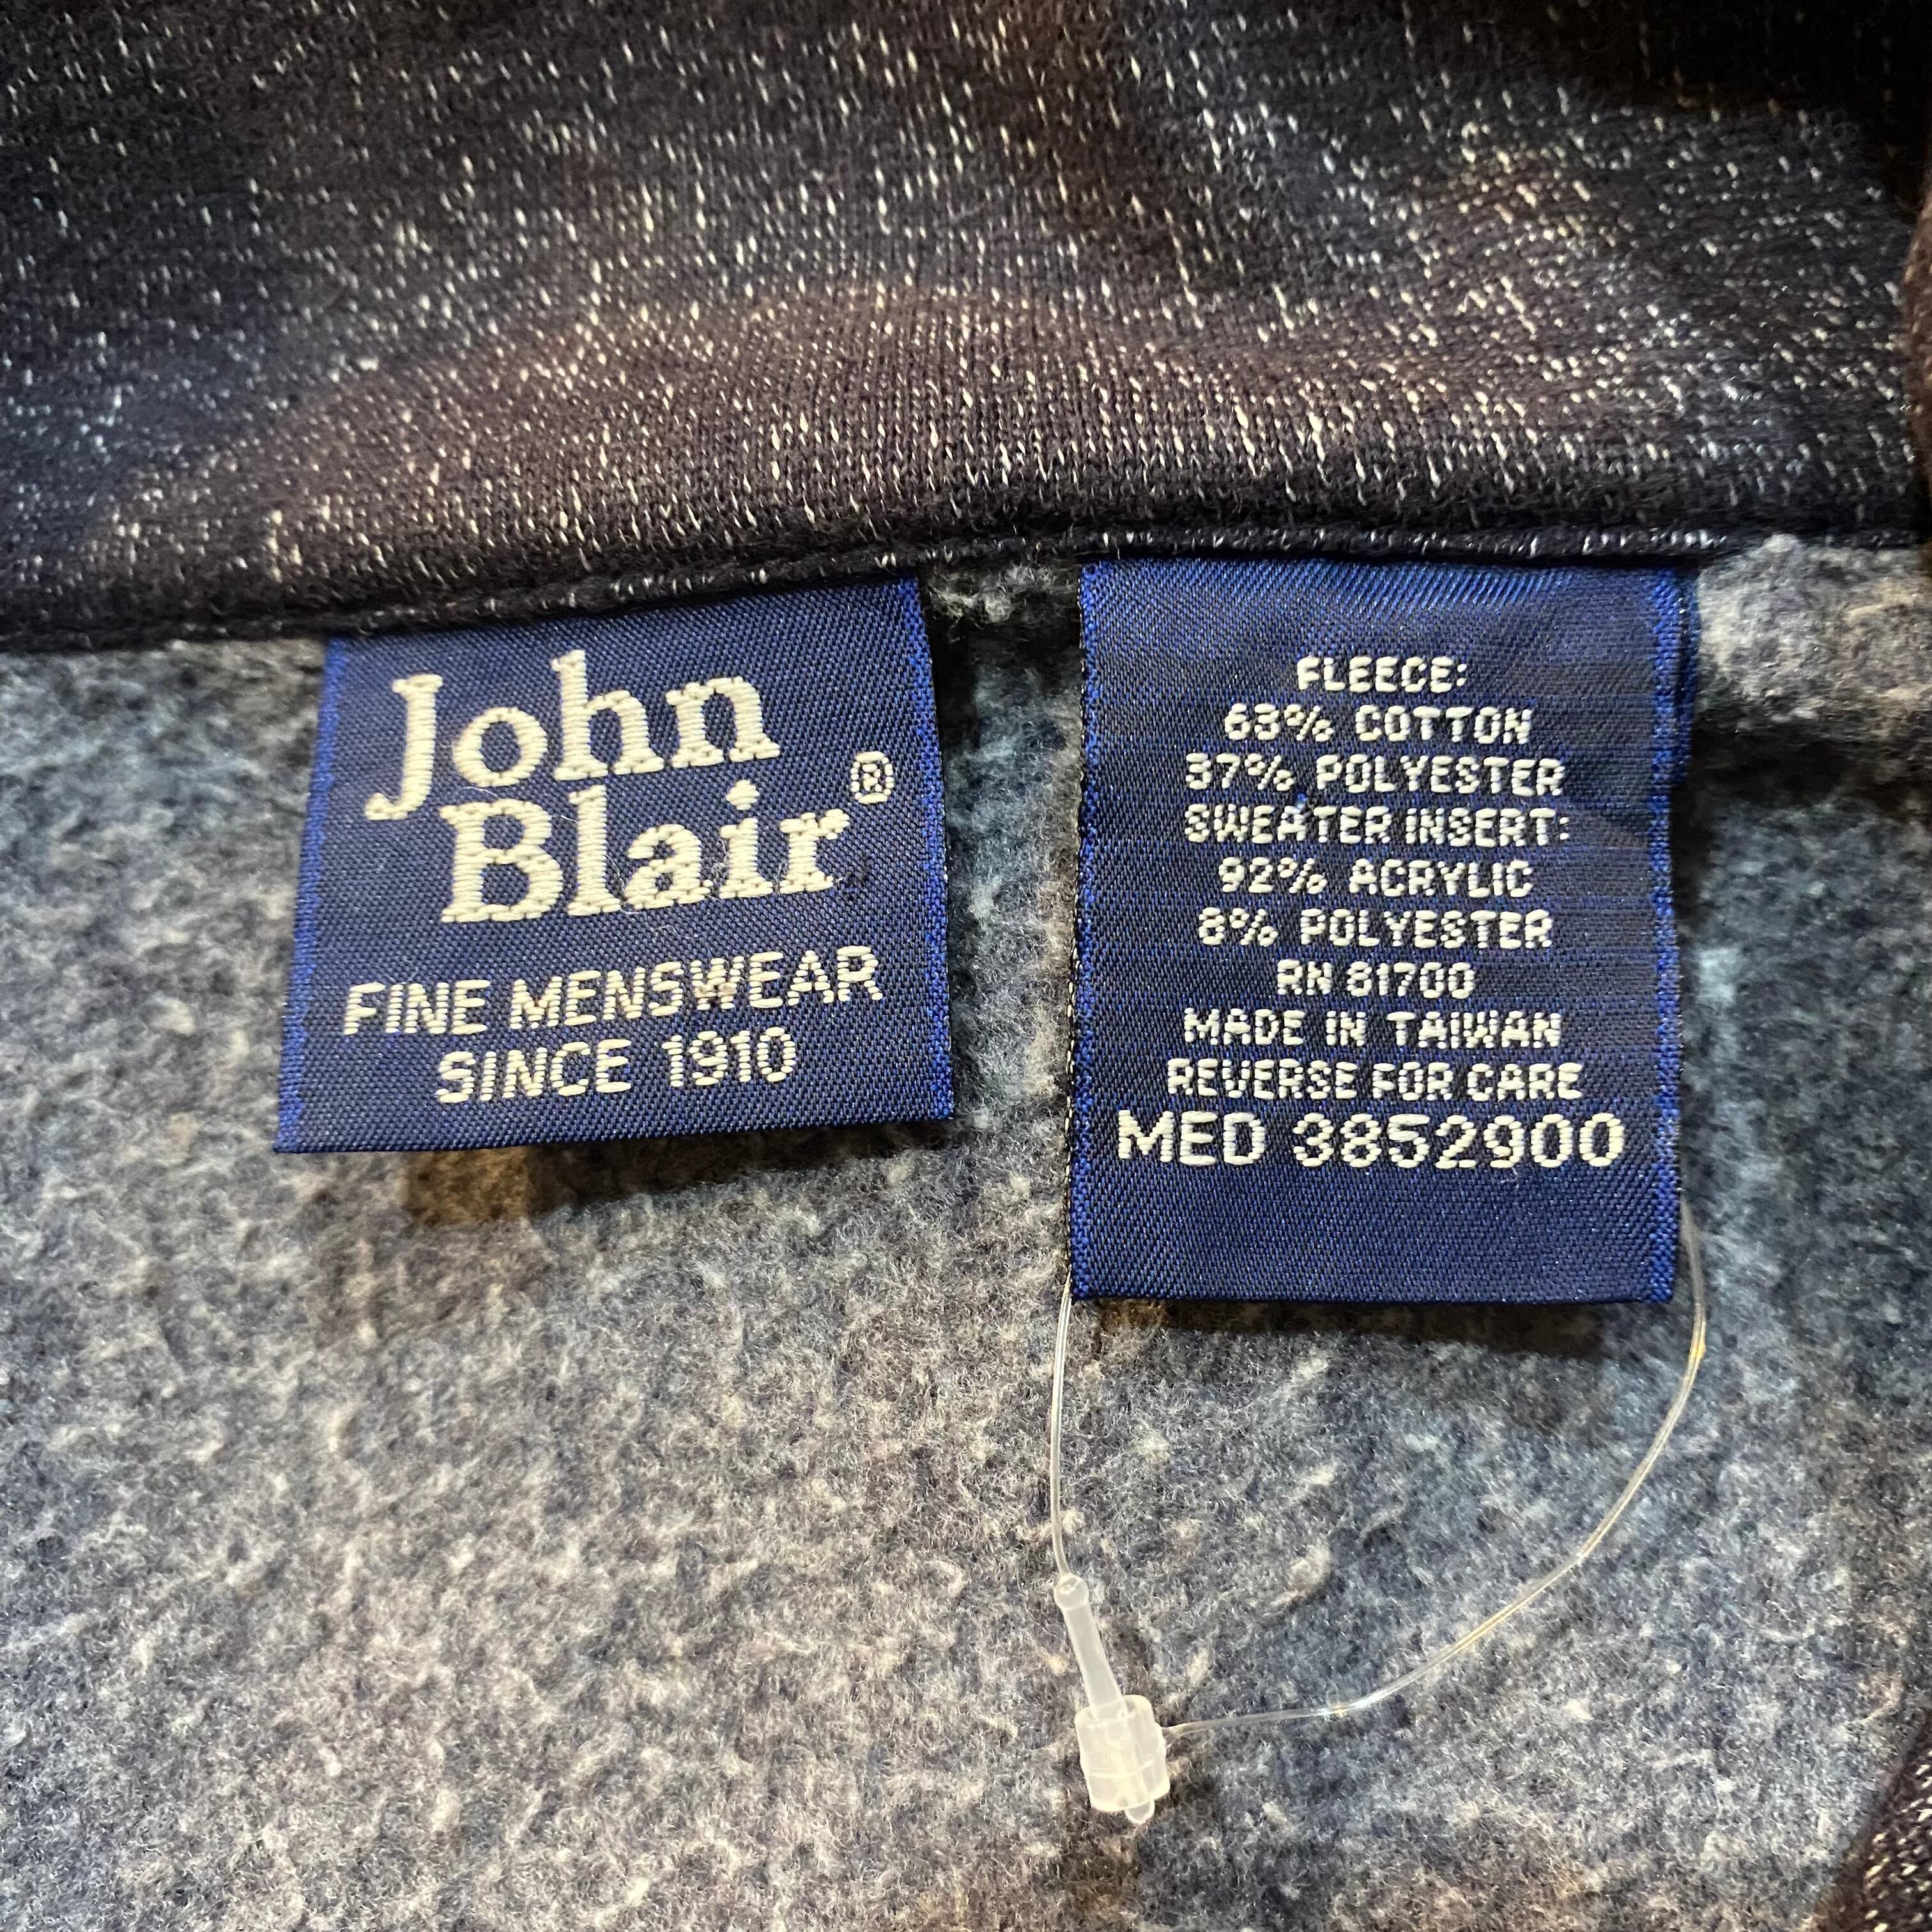 John
Blair®
FINE MENSWEAR
SINCE 1910
FLEECE:
63% COTTON
37% POLYESTER
SWEATER INSERT:
92% ACRYLIC
8% POLYESTER
RN 81700
MADE IN TAIWAN
REVERSE FOR CARE
MED 3852900